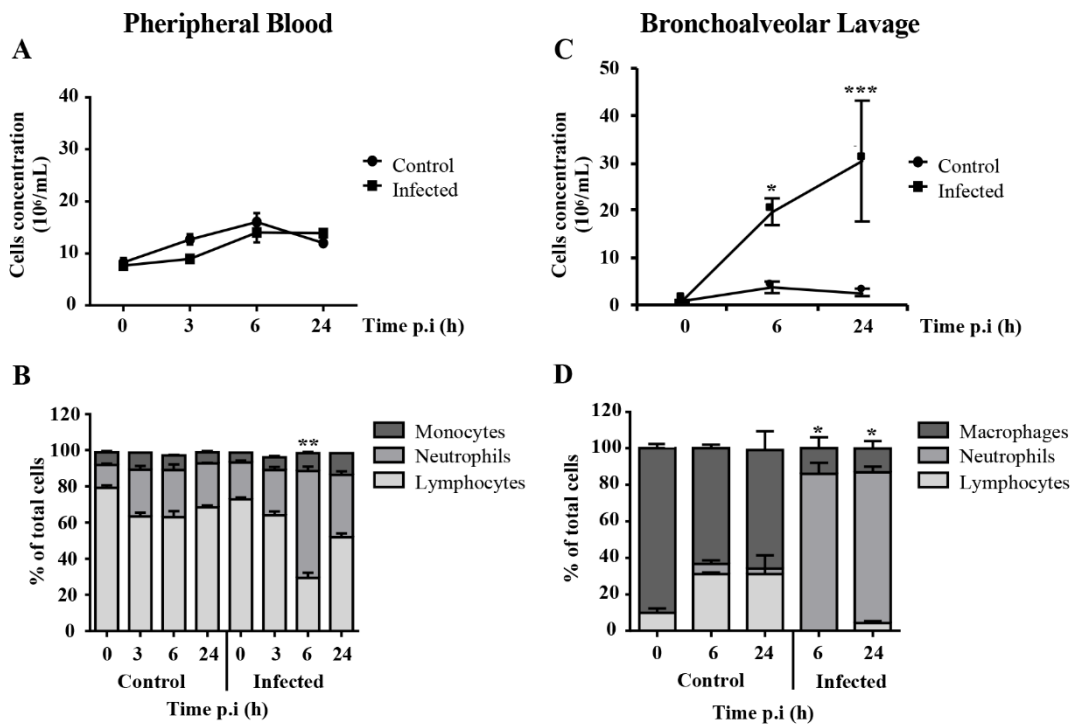 Pheripheral Blood
Bronchoalveolar Lavage
A
Cells concentration
(10⁶/mL)
40
30
20
10
0
0 3 6 24 Time p.i (h)
Control
Infected
C
Cells concentration
(10⁶/mL)
50
40
30
20
10
0
* ***
0 6 24 Time p.i (h)
Control
Infected
B
% of total cells
120
100
80
60
40
20
0
**
0 3 6 24 0 3 6 24
Control Infected
Time p.i (h)
Monocytes
Neutrophils
Lymphocytes
D
% of total cells
120
100
80
60
40
20
0
* *
0 6 24 6 24
Control Infected
Time p.i (h)
Macrophages
Neutrophils
Lymphocytes